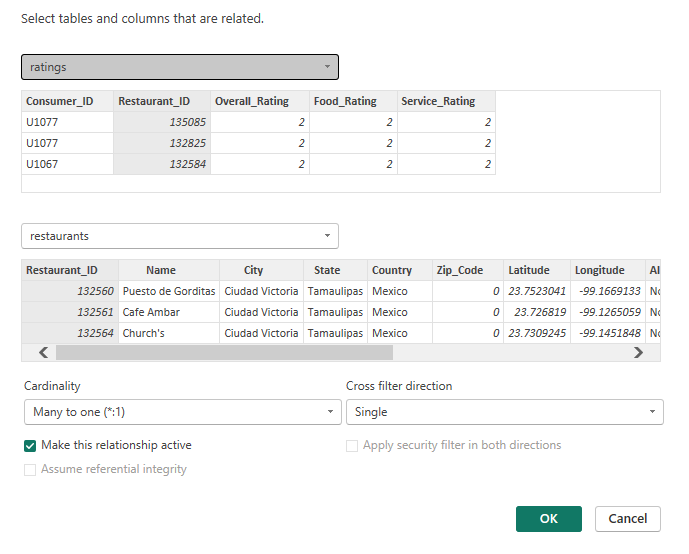 Select tables and columns that are related.
ratings
Consumer_ID Restaurant_ID Overall_Rating Food_Rating Service_Rating
U1077 135085 2 2 2
U1077 132825 2 2 2
U1067 132584 2 2 2
restaurants
Restaurant_ID Name City State Country Zip_Code Latitude Longitude Al
132560 Puesto de Gorditas Ciudad Victoria Tamaulipas Mexico 0 23.7523041 -99.1669133 No
132561 Cafe Ambar Ciudad Victoria Tamaulipas Mexico 0 23.726819 -99.1265059 No
132564 Church's Ciudad Victoria Tamaulipas Mexico 0 23.7309245 -99.1451848 No
Cardinality Cross filter direction
Many to one (*:1) Single
Make this relationship active Apply security filter in both directions
Assume referential integrity
OK Cancel